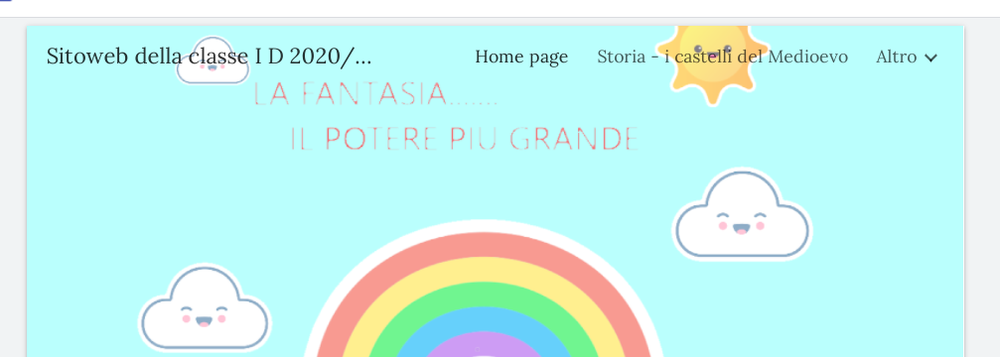 Sitoweb della classe I D 2020/... Home page Storia - i castelli del Medioevo Altro
LA FANTASIA.......
IL POTERE PIU GRANDE